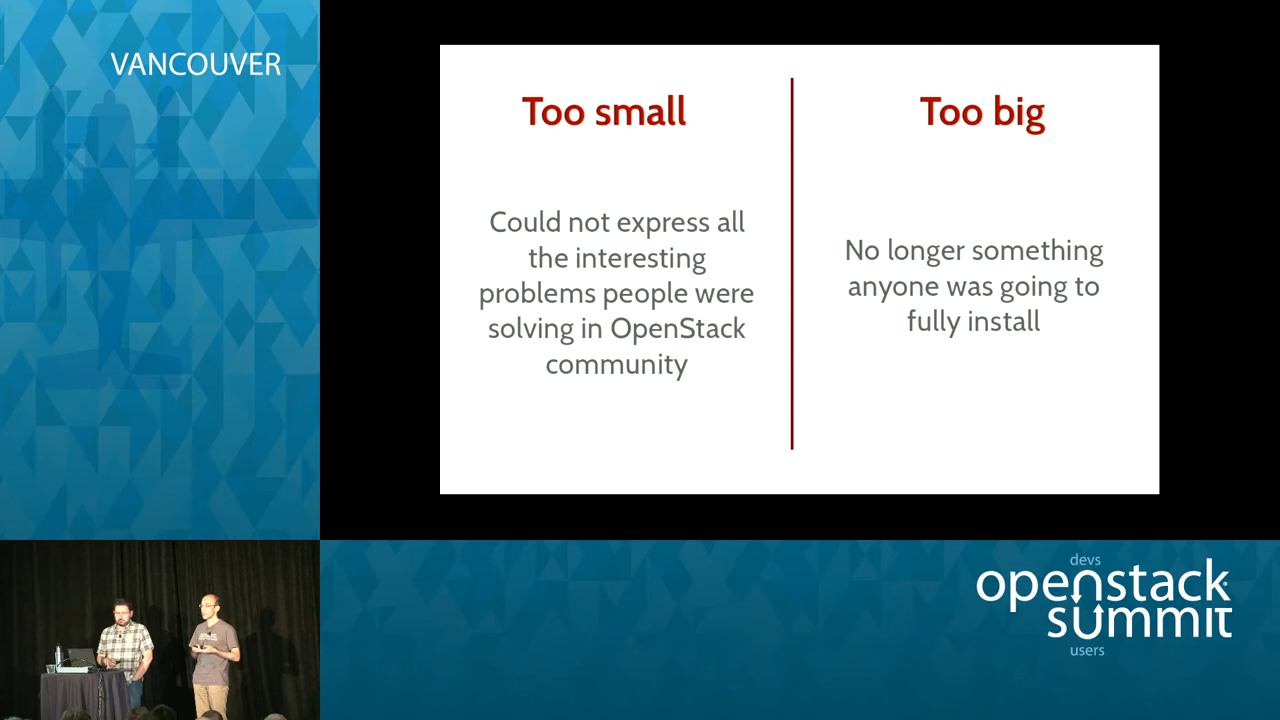 VANCOUVER
Too small
Could not express all
the interesting
problems people were
solving in OpenStack
community
Too big
No longer something
anyone was going to
fully install
devs
openstack
summit
users